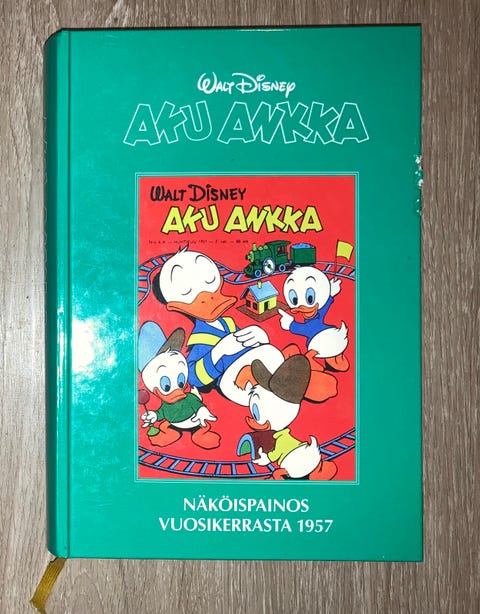 WALT DISNEY
AKU ANKKA
WALT DISNEY
AKU ANKKA
NÄKÖISPAINOS
VUOSIKERRASTA 1957